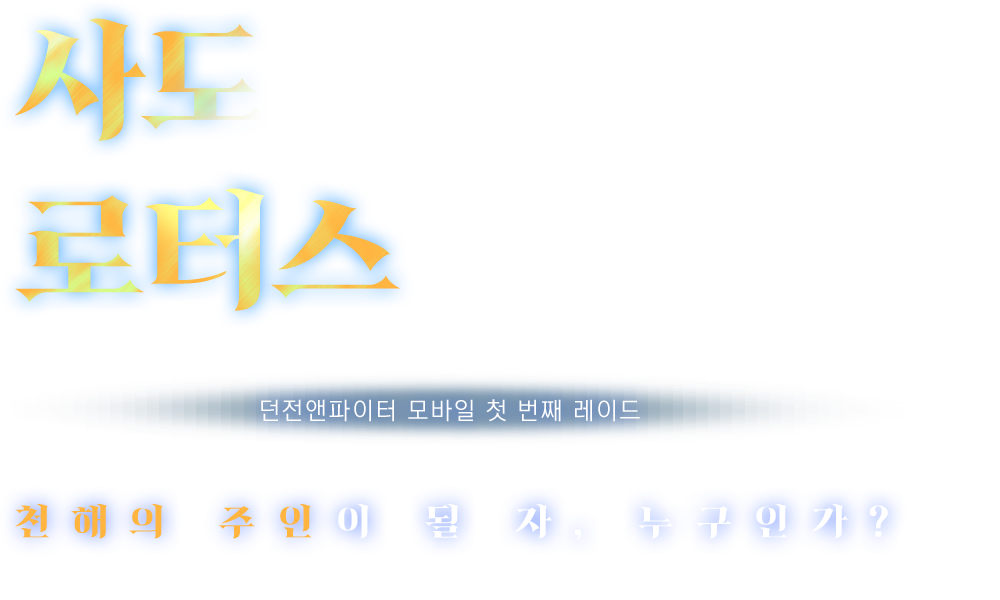 사도
로터스
던전앤파이터 모바일 첫 번째 레이드
천해의 주인이 될 자, 누구인가?